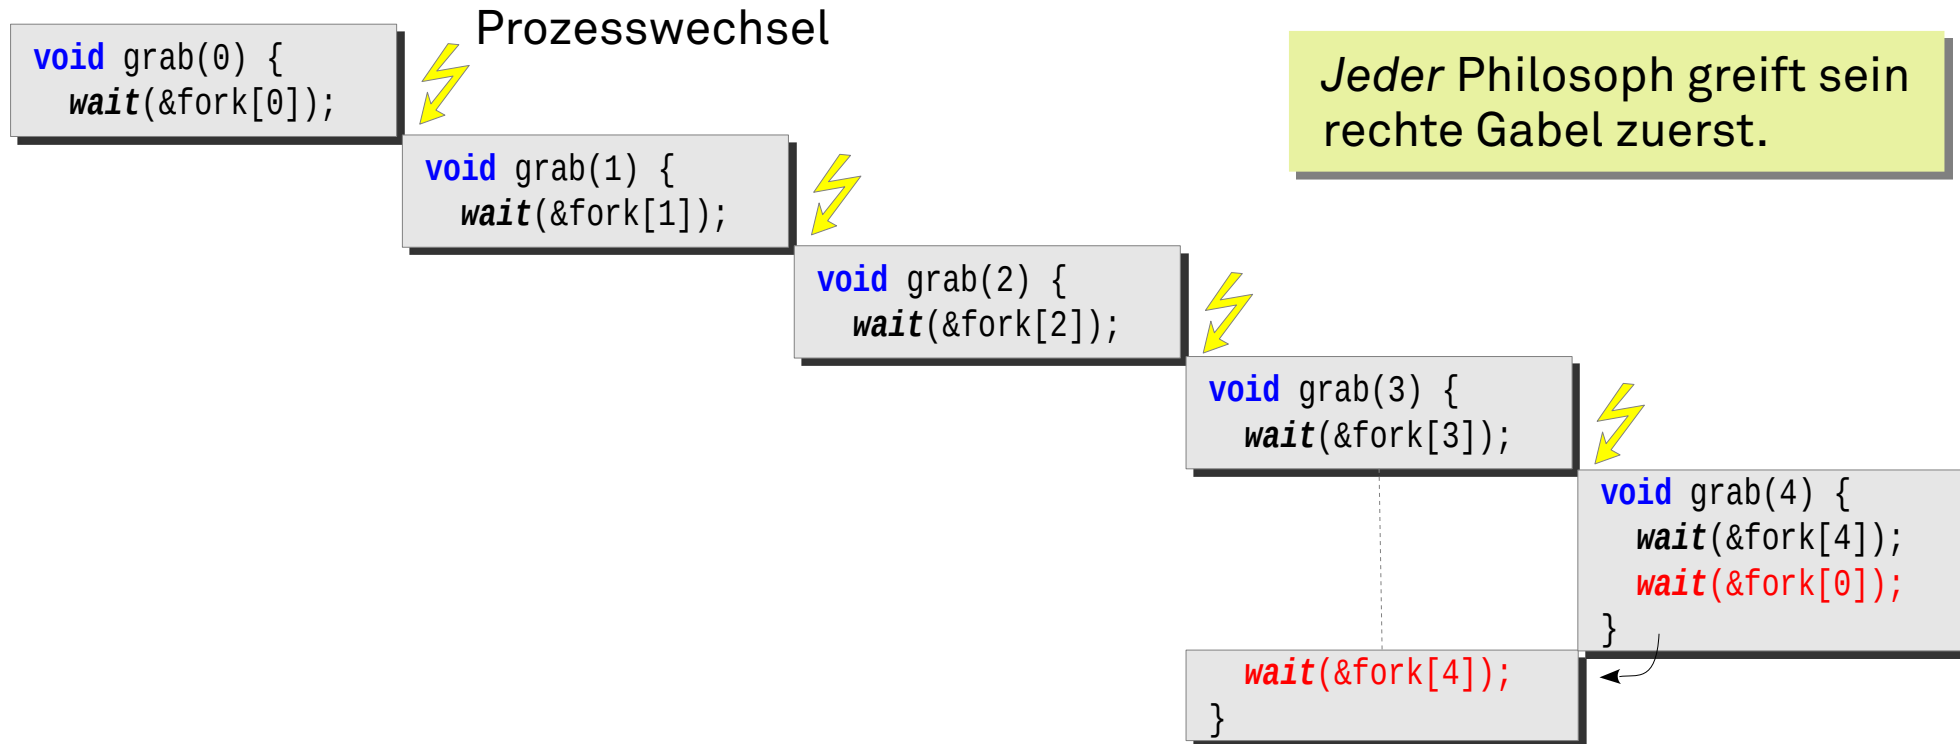 Prozesswechsel
void grab(0) {
wait(&fork[0]);
Jeder Philosoph greift sein
rechte Gabel zuerst.
void grab(1) {
wait(&fork[1]);
void grab(2) {
wait(&fork[2]);
void grab(3) {
wait(&fork[3]);
void grab(4) {
wait(&fork[4]);
wait(&fork[0]);
}
wait(&fork[4]);
}